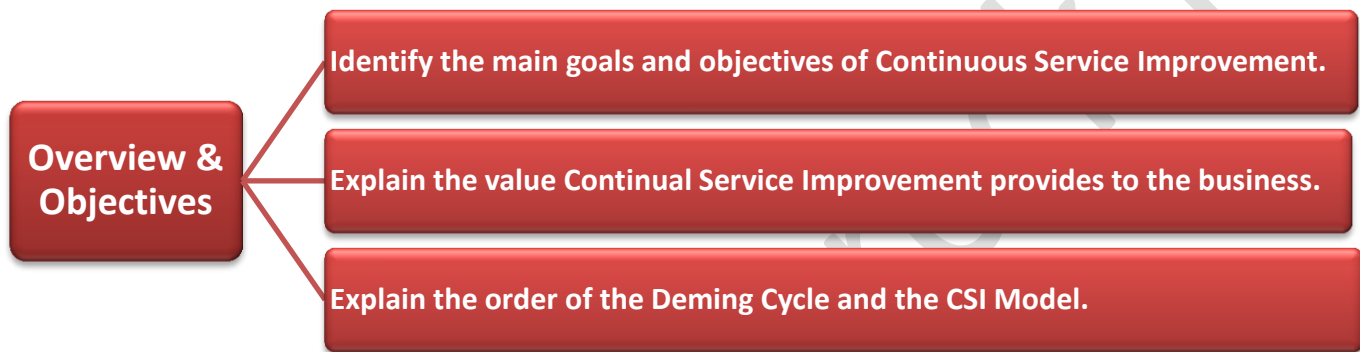 Overview &
Objectives
Identify the main goals and objectives of Continuous Service Improvement.
Explain the value Continual Service Improvement provides to the business.
Explain the order of the Deming Cycle and the CSI Model.